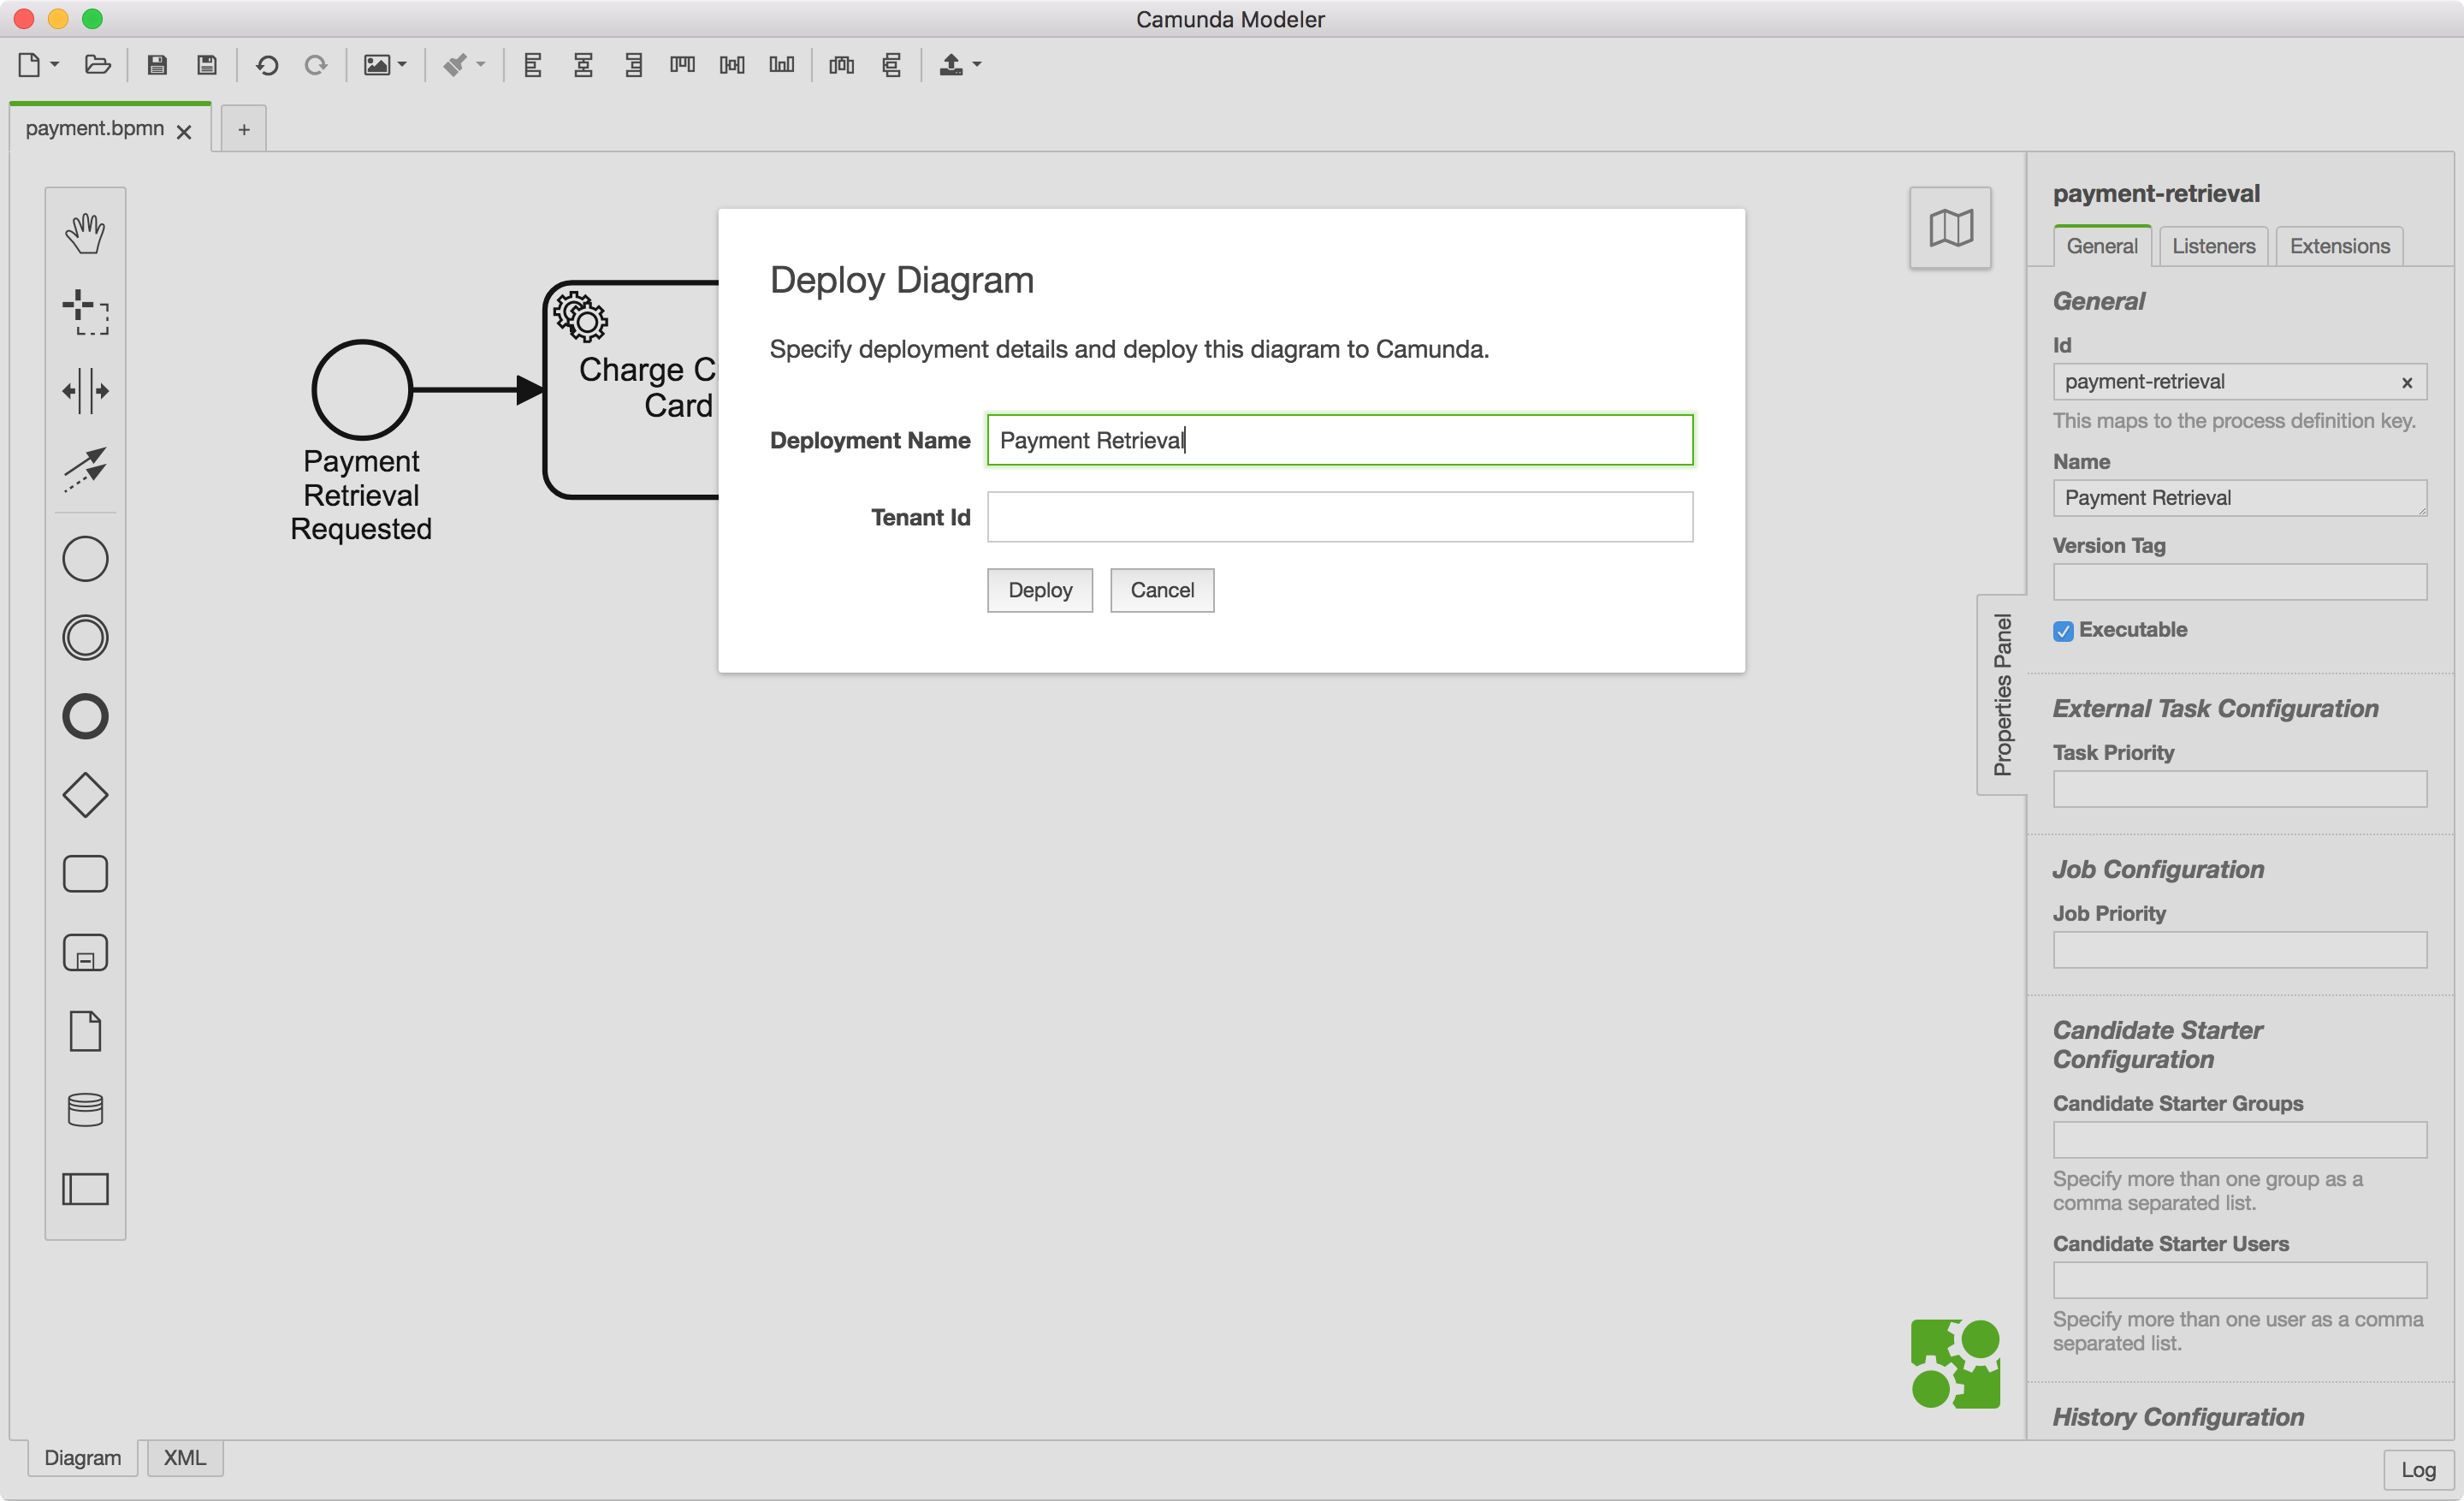 Camunda Modeler
payment.bpmn
+
Payment
Retrieval
Requested
Charge C
Card
Deploy Diagram
Specify deployment details and deploy this diagram to Camunda.
Deployment Name
Payment Retrieval
Tenant Id
Deploy
Cancel
Properties Panel
payment-retrieval
General
Listeners
Extensions
General
Id
payment-retrieval
This maps to the process definition key.
Name
Payment Retrieval
Version Tag
Executable
External Task Configuration
Task Priority
Job Configuration
Job Priority
Candidate Starter
Configuration
Candidate Starter Groups
Specify more than one group as a
comma separated list.
Candidate Starter Users
Specify more than one user as a comma
separated list.
History Configuration
Diagram
XML
Log